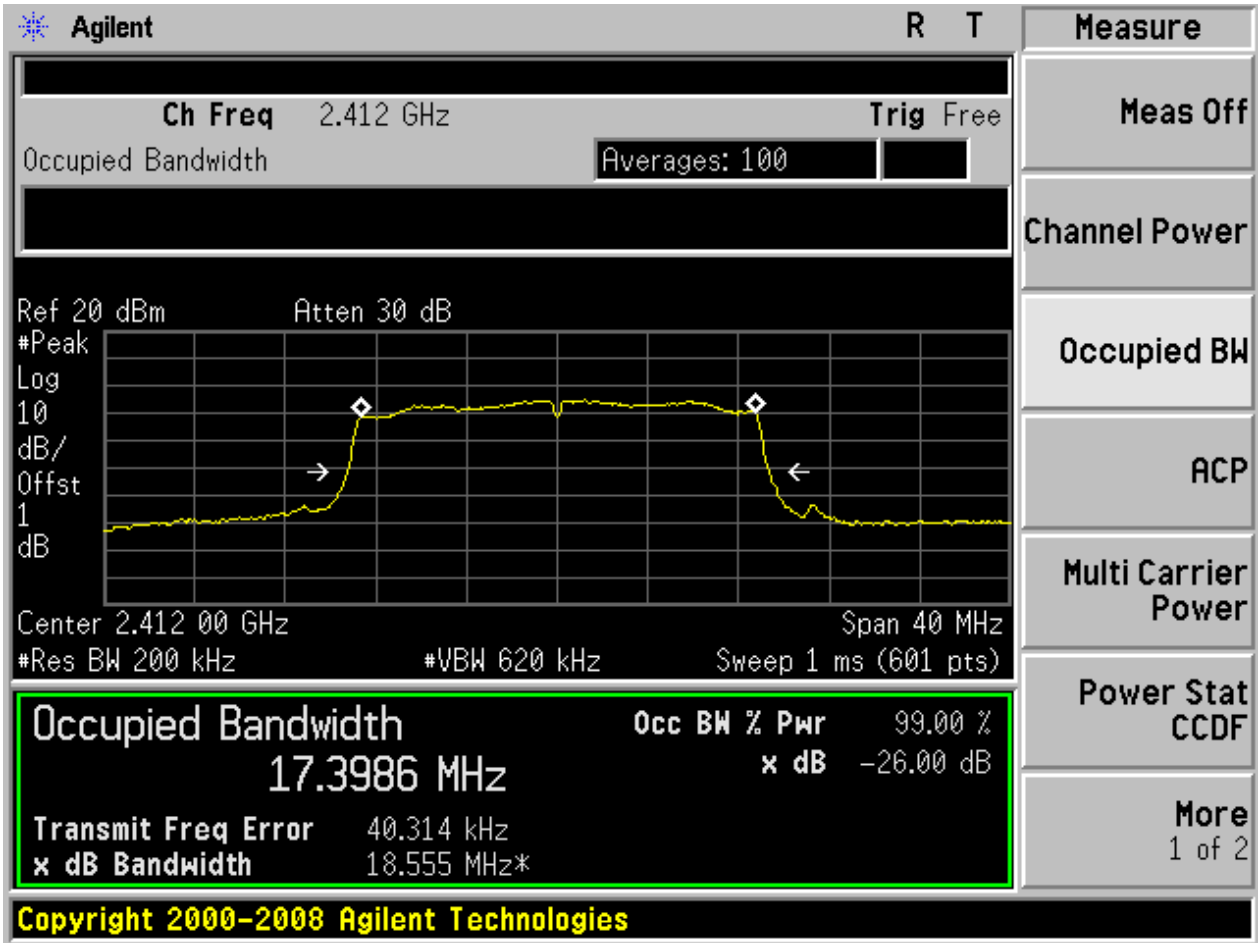 Agilent R T
Measure
Ch Freq 2.412 GHz Trig Free
Occupied Bandwidth Averages: 100
Ref 20 dBm Atten 30 dB
#Peak
Log
10
dB/
Offst
1
dB
Center 2.412 00 GHz Span 40 MHz
#Res BW 200 kHz #VBW 620 kHz Sweep 1 ms (601 pts)
Occupied Bandwidth Occ BW % Pwr 99.00 %
17.3986 MHz x dB -26.00 dB
Transmit Freq Error 40.314 kHz
x dB Bandwidth 18.555 MHz*
Meas Off
Channel Power
Occupied BW
ACP
Multi Carrier
Power
Power Stat
CCDF
More
1 of 2
Copyright 2000-2008 Agilent Technologies